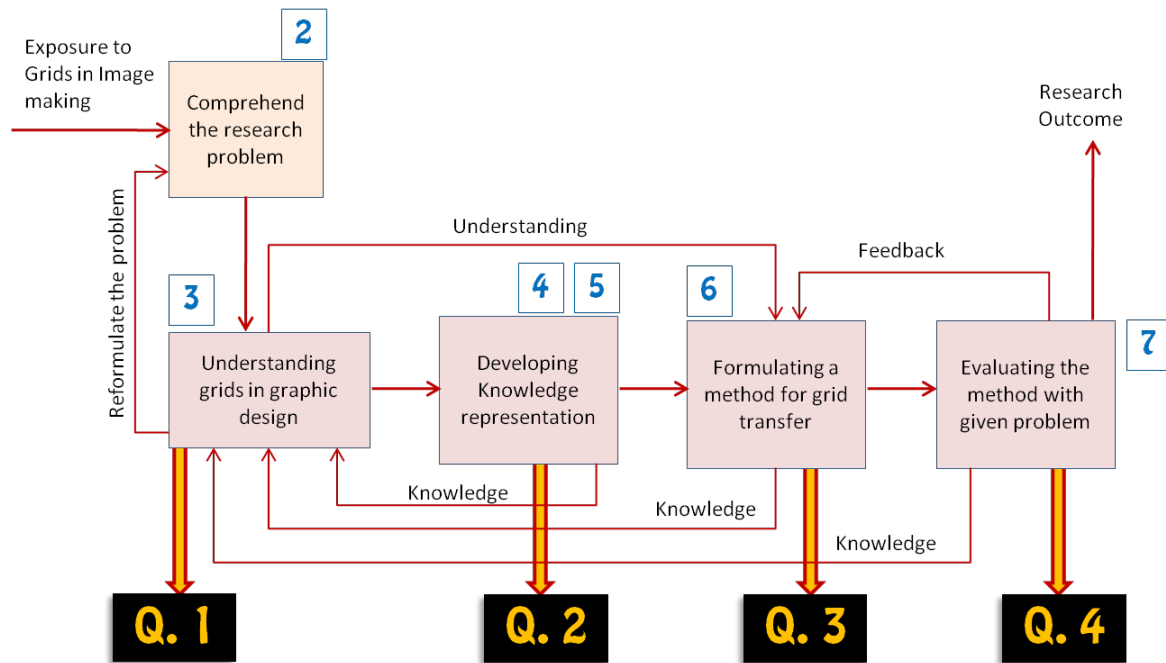 2
Exposure to
Grids in Image
making
Comprehend
the research
problem
Research
Outcome
Reformulate the problem
Understanding
Feedback
3
4
5
6
7
Understanding
grids in graphic
design
Developing
Knowledge
representation
Formulating a
method for grid
transfer
Evaluating the
method with
given problem
Knowledge
Knowledge
Knowledge
Q. 1
Q. 2
Q. 3
Q. 4